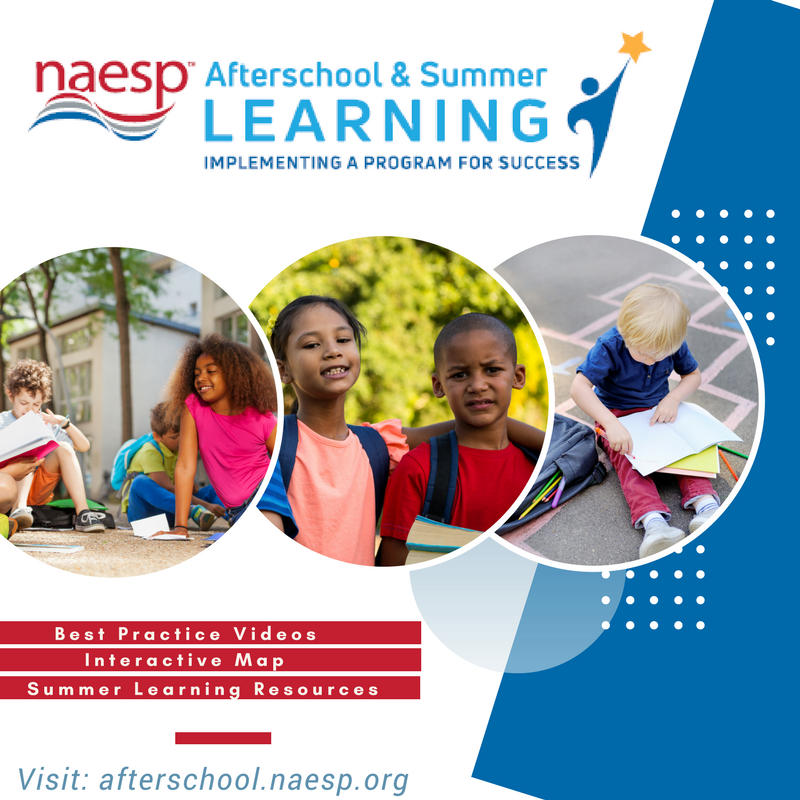 naesp™
Afterschool & Summer
LEARNING
IMPLEMENTING A PROGRAM FOR SUCCESS
Best Practice Videos
Interactive Map
Summer Learning Resources
Visit: afterschool.naesp.org